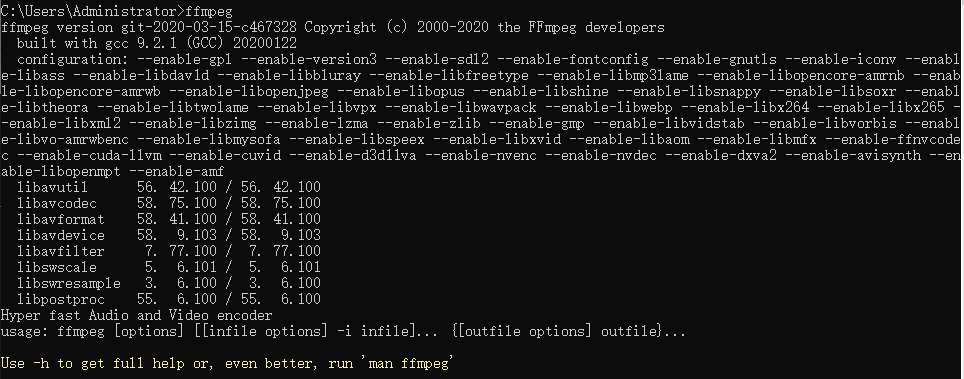 C:\Users\Administrator>ffmpeg
ffmpeg version git-2020-03-15-c467328 Copyright (c) 2000-2020 the FFmpeg developers
  built with gcc 9.2.1 (GCC) 20200122
  configuration: --enable-gpl --enable-version3 --enable-sdl2 --enable-fontconfig --enable-gnutls --enable-iconv --enabl
e-libass --enable-libdav1d --enable-libbluray --enable-libfreetype --enable-libmp3lame --enable-libopencore-amrnb --enab
le-libopencore-amrwb --enable-libopenjpeg --enable-libopus --enable-libshine --enable-libsnappy --enable-libsoxr --enabl
e-libtheora --enable-libtwolame --enable-libvpx --enable-libwavpack --enable-libwebp --enable-libx264 --enable-libx265 -
-enable-libxml2 --enable-libzimg --enable-lzma --enable-zlib --enable-gmp --enable-libvidstab --enable-libvorbis --enabl
e-libvo-amrwbenc --enable-libmysofa --enable-libspeex --enable-libxvid --enable-libaom --enable-libmfx --enable-ffnvcode
c --enable-cuda-llvm --enable-cuvid --enable-d3d11va --enable-nvenc --enable-nvdec --enable-dxva2 --enable-avisynth --en
able-libopenmpt --enable-amf
  libavutil      56. 42.100 / 56. 42.100
  libavcodec     58. 75.100 / 58. 75.100
  libavformat    58. 41.100 / 58. 41.100
  libavdevice    58.  9.103 / 58.  9.103
  libavfilter     7. 77.100 /  7. 77.100
  libswscale      5.  6.101 /  5.  6.101
  libswresample   3.  6.100 /  3.  6.100
  libpostproc    55.  6.100 / 55.  6.100
Hyper fast Audio and Video encoder
usage: ffmpeg [options] [[infile options] -i infile]... {[outfile options] outfile}...
Use -h to get full help or, even better, run 'man ffmpeg'